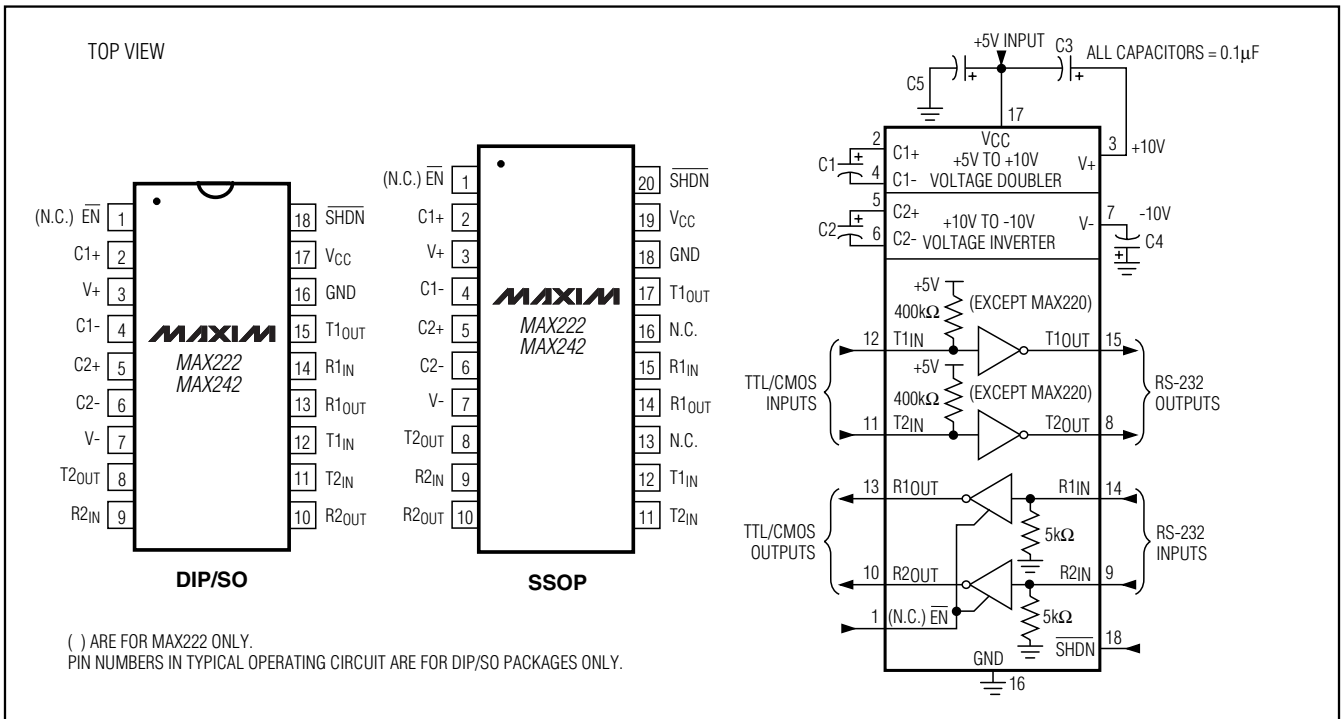 TOP VIEW
(N.C.) EN 1
C1+ 2
V+ 3
C1- 4
C2+ 5
C2- 6
V- 7
T2OUT 8
R2IN 9
18 SHDN
17 VCC
16 GND
15 T1OUT
14 R1IN
13 R1OUT
12 T1IN
11 T2IN
10 R2OUT
MAXIM
MAX222
MAX242
DIP/SO
(N.C.) EN 1
C1+ 2
V+ 3
C1- 4
C2+ 5
C2- 6
V- 7
T2OUT 8
R2IN 9
R2OUT 10
20 SHDN
19 VCC
18 GND
17 T1OUT
16 N.C.
15 R1IN
14 R1OUT
13 N.C.
12 T1IN
11 T2IN
MAXIM
MAX222
MAX242
SSOP
( ) ARE FOR MAX222 ONLY.
PIN NUMBERS IN TYPICAL OPERATING CIRCUIT ARE FOR DIP/SO PACKAGES ONLY.
+5V INPUT
C3
ALL CAPACITORS = 0.1µF
C5
+
+
17
VCC
2
C1+
+5V TO +10V
VOLTAGE DOUBLER
V+
3
+10V
C1
+
4
C1-
5
C2+
+10V TO -10V
VOLTAGE INVERTER
V-
7
-10V
C2
+
6
C2-
C4
+
+5V
400kΩ
(EXCEPT MAX220)
12
T1IN
T1OUT
15
+5V
400kΩ
(EXCEPT MAX220)
TTL/CMOS
INPUTS
RS-232
OUTPUTS
11
T2IN
T2OUT
8
13
R1OUT
R1IN
14
5kΩ
TTL/CMOS
OUTPUTS
RS-232
INPUTS
10
R2OUT
R2IN
9
5kΩ
1
(N.C.) EN
SHDN
18
GND
16